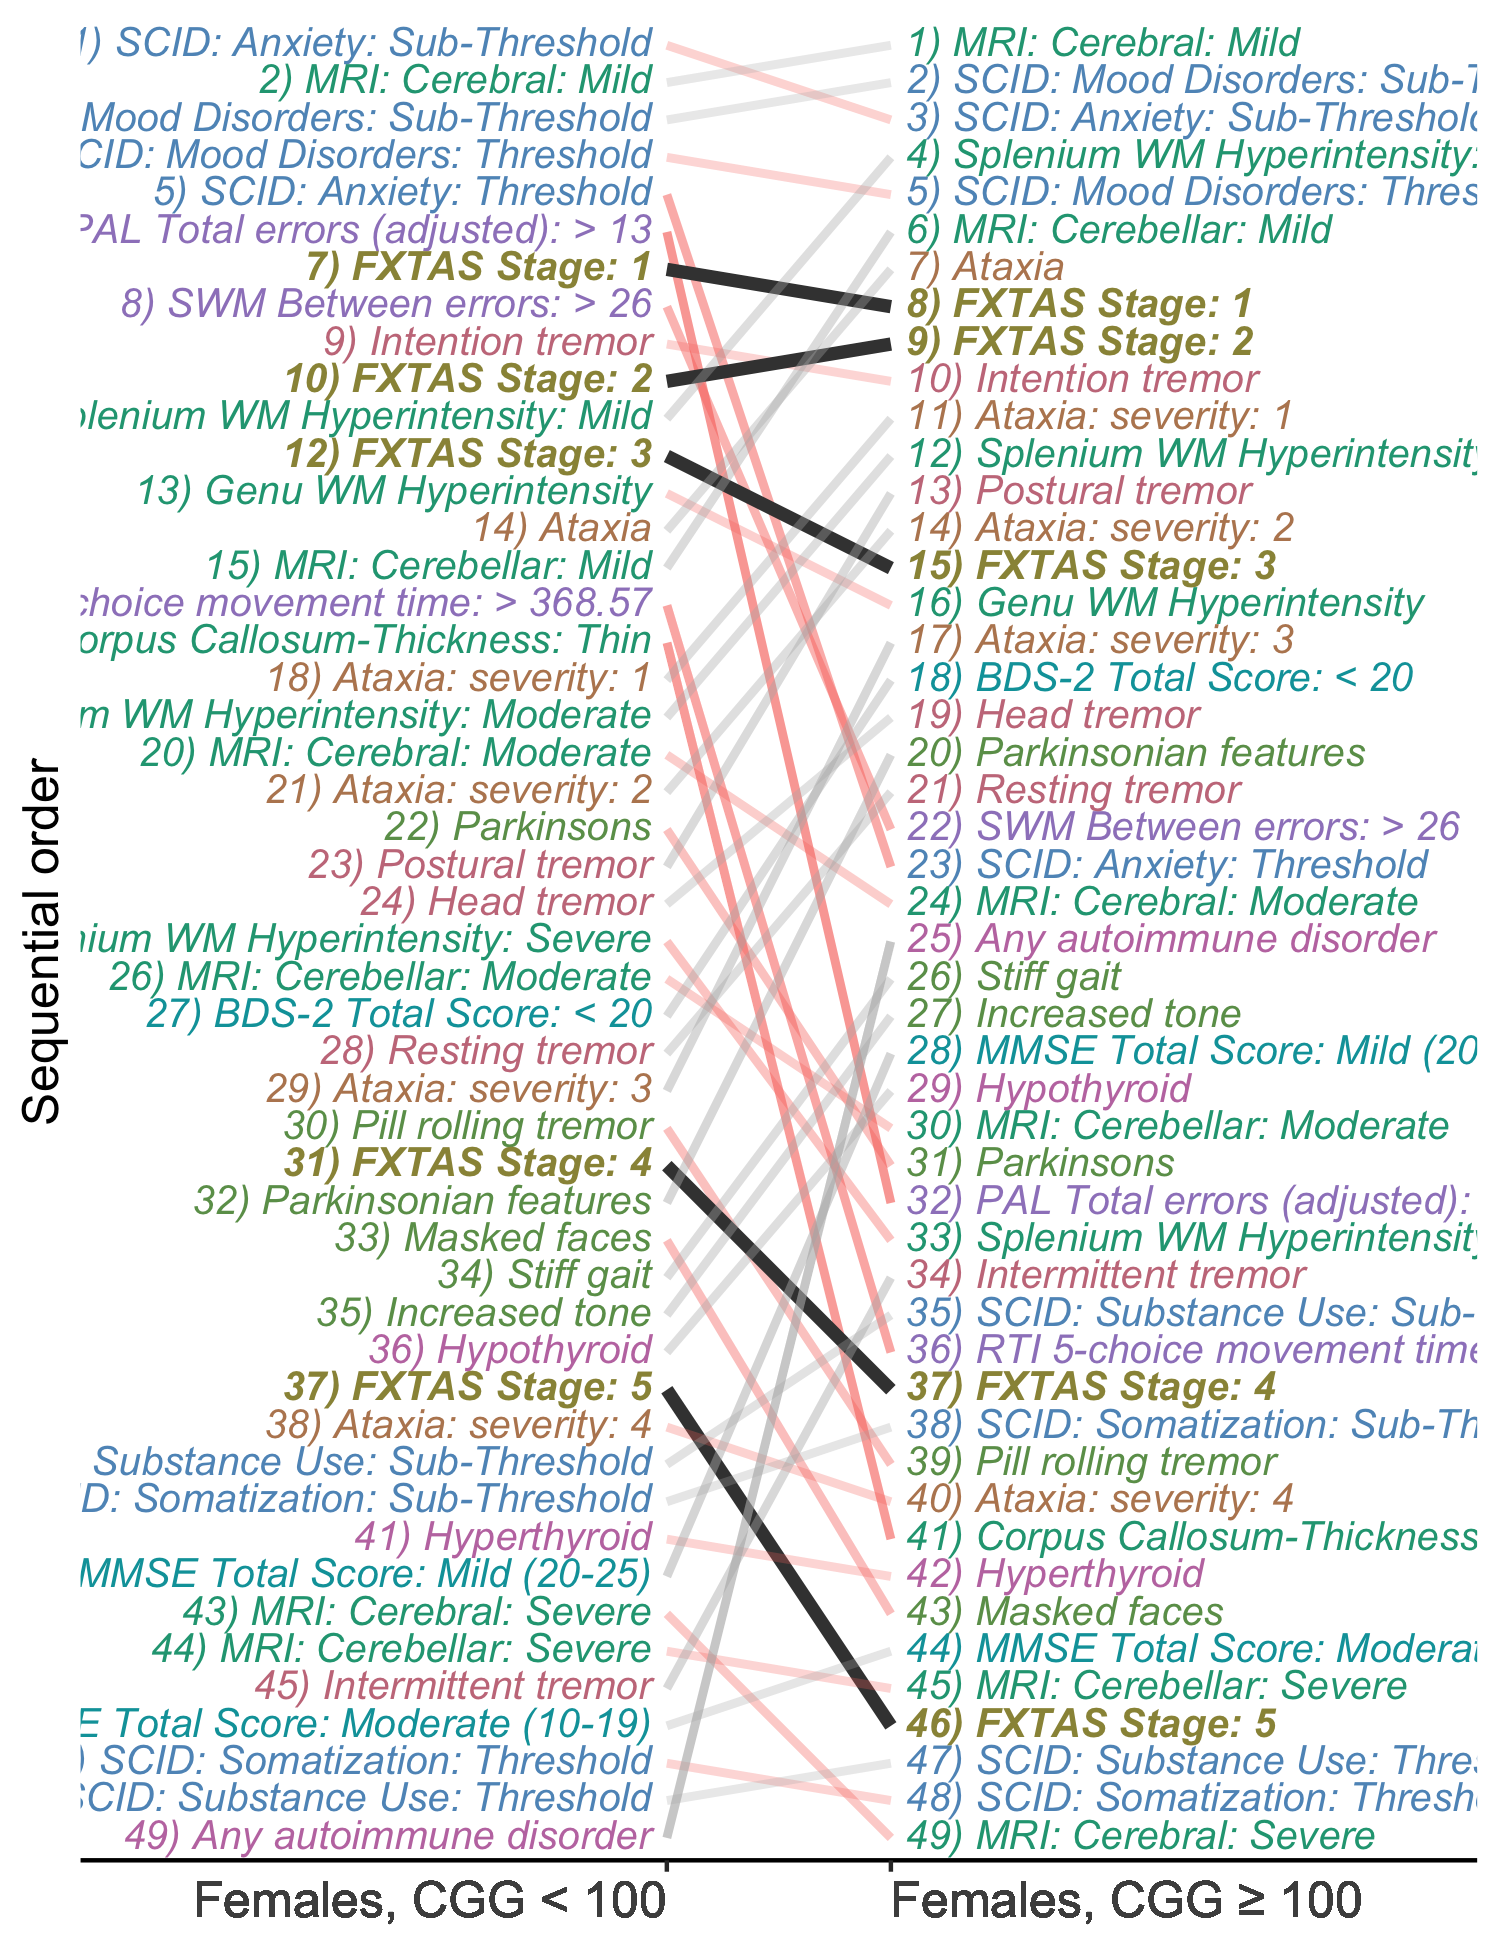 1) SCID: Anxiety: Sub-Threshold
2) MRI: Cerebral: Mild
Mood Disorders: Sub-Threshold
CID: Mood Disorders: Threshold
5) SCID: Anxiety: Threshold
PAL Total errors (adjusted): > 13
7) FXTAS Stage: 1
8) SWM Between errors: > 26
9) Intention tremor
10) FXTAS Stage: 2
plenium WM Hyperintensity: Mild
12) FXTAS Stage: 3
13) Genu WM Hyperintensity
14) Ataxia
15) MRI: Cerebellar: Mild
choice movement time: > 368.57
orpus Callosum-Thickness: Thin
18) Ataxia: severity: 1
m WM Hyperintensity: Moderate
20) MRI: Cerebral: Moderate
21) Ataxia: severity: 2
22) Parkinsons
23) Postural tremor
24) Head tremor
nium WM Hyperintensity: Severe
26) MRI: Cerebellar: Moderate
27) BDS-2 Total Score: < 20
28) Resting tremor
29) Ataxia: severity: 3
30) Pill rolling tremor
31) FXTAS Stage: 4
32) Parkinsonian features
33) Masked faces
34) Stiff gait
35) Increased tone
36) Hypothyroid
37) FXTAS Stage: 5
38) Ataxia: severity: 4
Substance Use: Sub-Threshold
ID: Somatization: Sub-Threshold
41) Hyperthyroid
MMSE Total Score: Mild (20-25)
43) MRI: Cerebral: Severe
44) MRI: Cerebellar: Severe
45) Intermittent tremor
E Total Score: Moderate (10-19)
) SCID: Somatization: Threshold
SCID: Substance Use: Threshold
49) Any autoimmune disorder
1) MRI: Cerebral: Mild
2) SCID: Mood Disorders: Sub-T
3) SCID: Anxiety: Sub-Threshold
4) Splenium WM Hyperintensity:
5) SCID: Mood Disorders: Thres
6) MRI: Cerebellar: Mild
7) Ataxia
8) FXTAS Stage: 1
9) FXTAS Stage: 2
10) Intention tremor
11) Ataxia: severity: 1
12) Splenium WM Hyperintensity
13) Postural tremor
14) Ataxia: severity: 2
15) FXTAS Stage: 3
16) Genu WM Hyperintensity
17) Ataxia: severity: 3
18) BDS-2 Total Score: < 20
19) Head tremor
20) Parkinsonian features
21) Resting tremor
22) SWM Between errors: > 26
23) SCID: Anxiety: Threshold
24) MRI: Cerebral: Moderate
25) Any autoimmune disorder
26) Stiff gait
27) Increased tone
28) MMSE Total Score: Mild (20
29) Hypothyroid
30) MRI: Cerebellar: Moderate
31) Parkinsons
32) PAL Total errors (adjusted):
33) Splenium WM Hyperintensity
34) Intermittent tremor
35) SCID: Substance Use: Sub-
36) RTI 5-choice movement time
37) FXTAS Stage: 4
38) SCID: Somatization: Sub-Th
39) Pill rolling tremor
40) Ataxia: severity: 4
41) Corpus Callosum-Thickness
42) Hyperthyroid
43) Masked faces
44) MMSE Total Score: Moderat
45) MRI: Cerebellar: Severe
46) FXTAS Stage: 5
47) SCID: Substance Use: Thres
48) SCID: Somatization: Thresh
49) MRI: Cerebral: Severe
Sequential order
Females, CGG < 100
Females, CGG ≥ 100